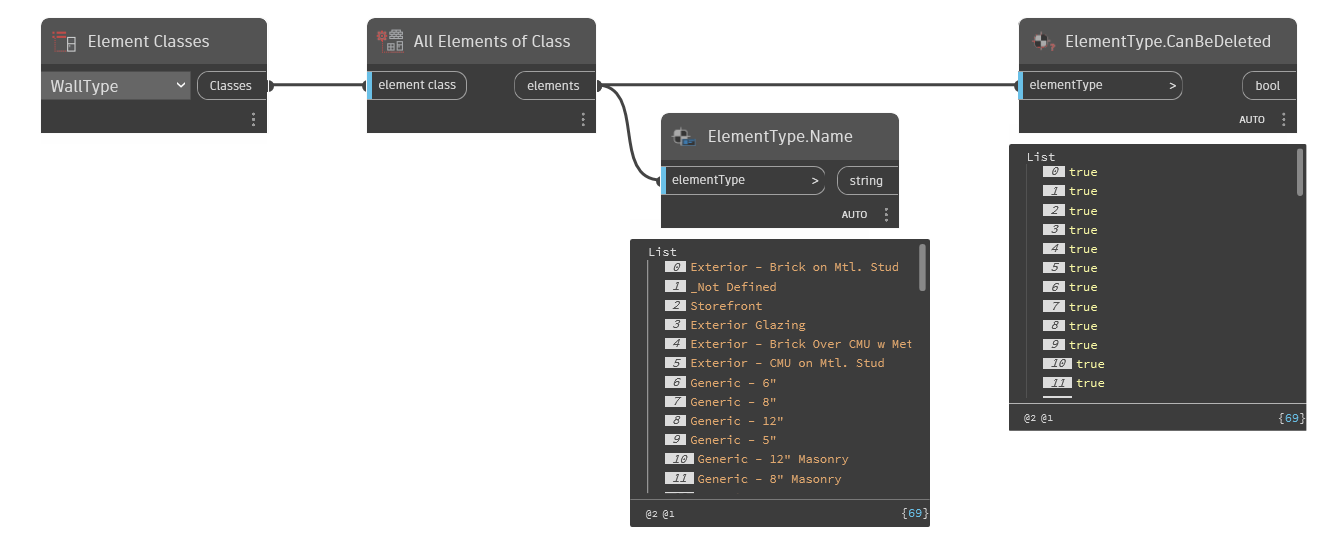 Element Classes
WallType
Classes
All Elements of Class
element class
elements
ElementType.Name
elementType
>
string
AUTO
List
0 Exterior - Brick on Mtl. Stud
1 _Not Defined
2 Storefront
3 Exterior Glazing
4 Exterior - Brick Over CMU w Met
5 Exterior - CMU on Mtl. Stud
6 Generic - 6"
7 Generic - 8"
8 Generic - 12"
9 Generic - 5"
10 Generic - 12" Masonry
11 Generic - 8" Masonry
@2 @1
{69}
ElementType.CanBeDeleted
elementType
>
bool
AUTO
List
0 true
1 true
2 true
3 true
4 true
5 true
6 true
7 true
8 true
9 true
10 true
11 true
@2 @1
{69}